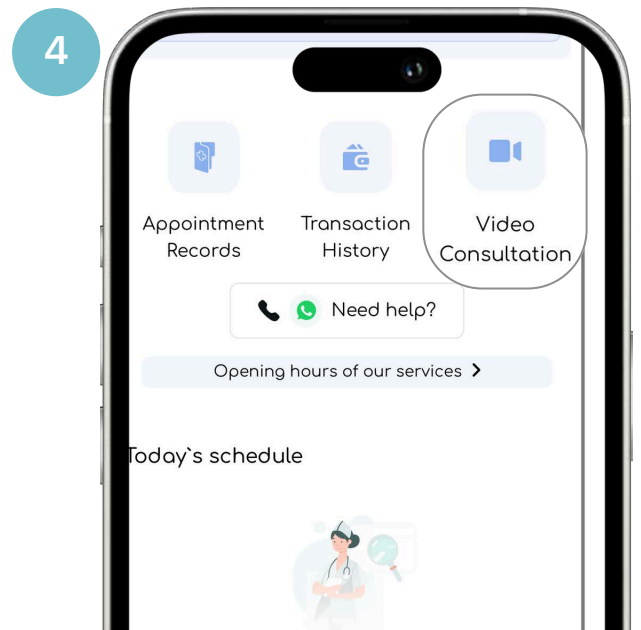 4
Appointment
Records
Transaction
History
Video
Consultation
Need help?
Opening hours of our services
Today`s schedule